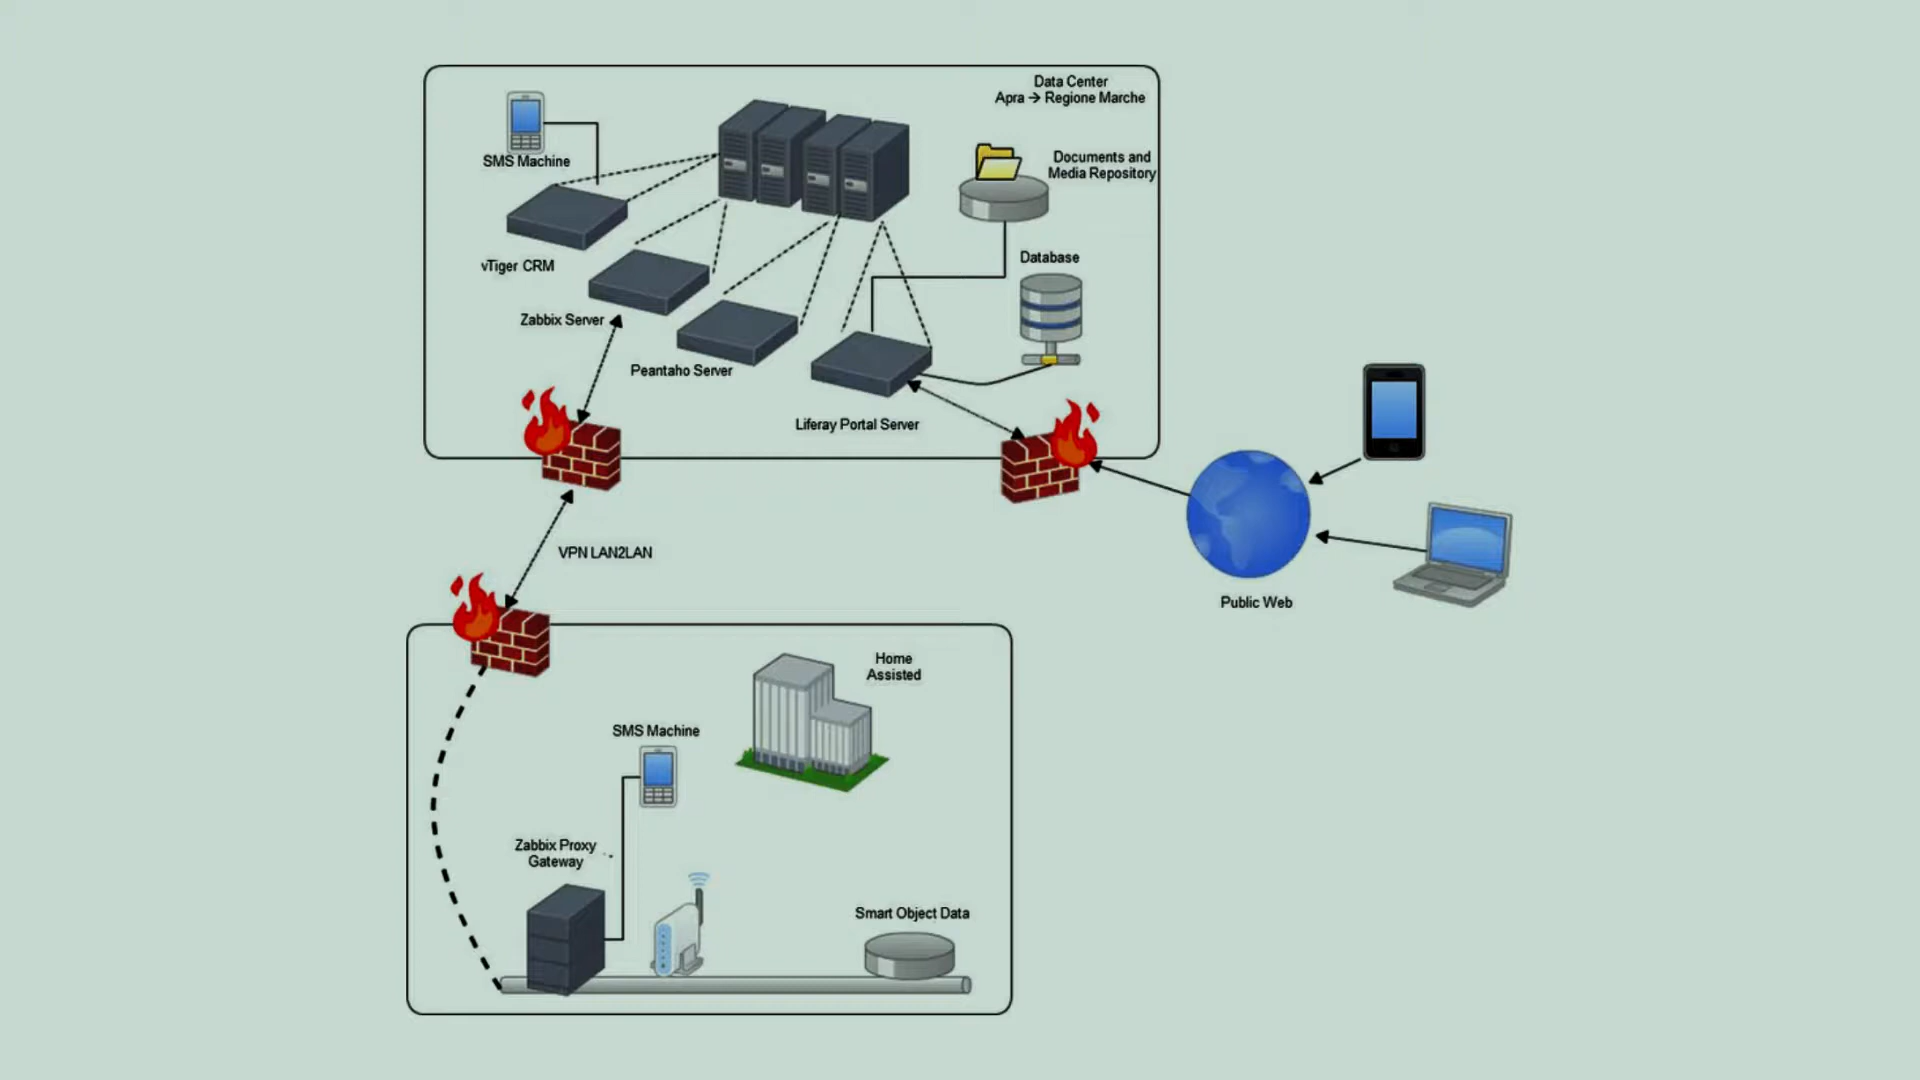 Data Center
Apra → Regione Marche
SMS Machine
Documents and
Media Repository
Database
vTiger CRM
Zabbix Server
Peantaho Server
Liferay Portal Server
VPN LAN2LAN
Public Web
Home
Assisted
SMS Machine
Zabbix Proxy
Gateway
Smart Object Data